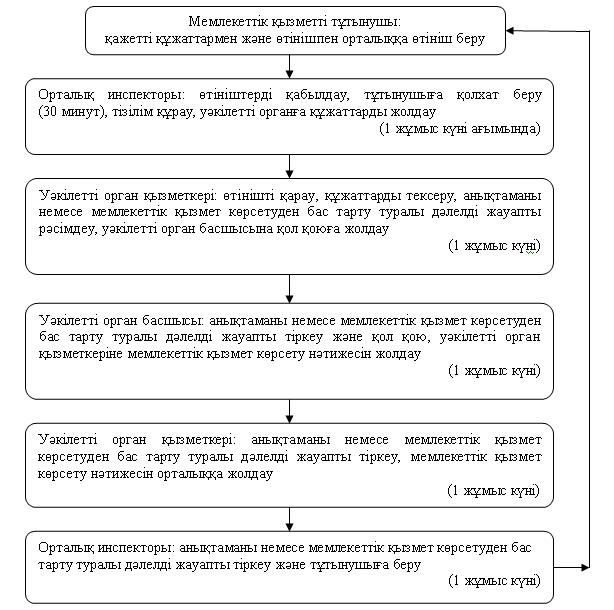 Мемлекеттік қызметті тұтынушы:
қажетті құжаттармен және өтінішпен орталыққа өтініш беру
Орталық инспекторы: өтініштерді қабылдау, тұтынушыға қолхат беру
(30 минут), тізілім құрау, уәкілетті органға құжаттарды жолдау
(1 жұмыс күні ағымында)
Уәкілетті орган қызметкері: өтінішті қарау, құжаттарды тексеру, анықтаманы
немесе мемлекеттік қызмет көрсетуден бас тарту туралы дәлелді жауапты
рәсімдеу, уәкілетті орган басшысына қол қоюға жолдау
(1 жұмыс күні)
Уәкілетті орган басшысы: анықтаманы немесе мемлекеттік қызмет көрсетуден
бас тарту туралы дәлелді жауапты тіркеу және қол қою, уәкілетті орган
қызметкеріне мемлекеттік қызмет көрсету нәтижесін жолдау
(1 жұмыс күні)
Уәкілетті орган қызметкері: анықтаманы немесе мемлекеттік қызмет
көрсетуден бас тарту туралы дәлелді жауапты тіркеу, мемлекеттік қызмет
көрсету нәтижесін орталыққа жолдау
(1 жұмыс күні)
Орталық инспекторы: анықтаманы немесе мемлекеттік қызмет көрсетуден бас
тарту туралы дәлелді жауапты тіркеу және тұтынушыға беру
(1 жұмыс күні)